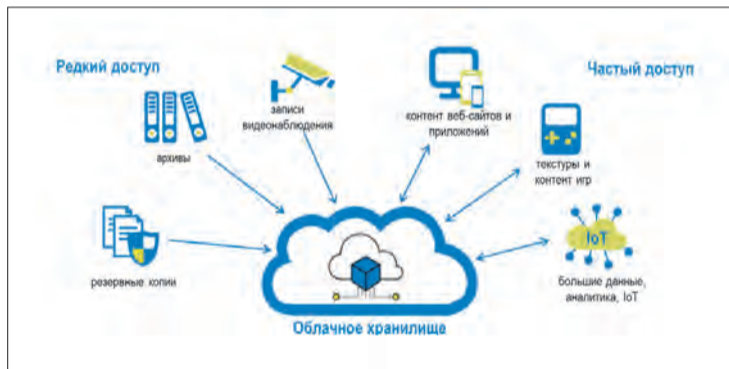 Редкий доступ
Частый доступ
записи
видеонаблюдения
контент веб-сайтов и
приложений
архивы
текстуры и
контент игр
резервные копии
IoT
большие данные,
аналитика, IoT
Облачное хранилище